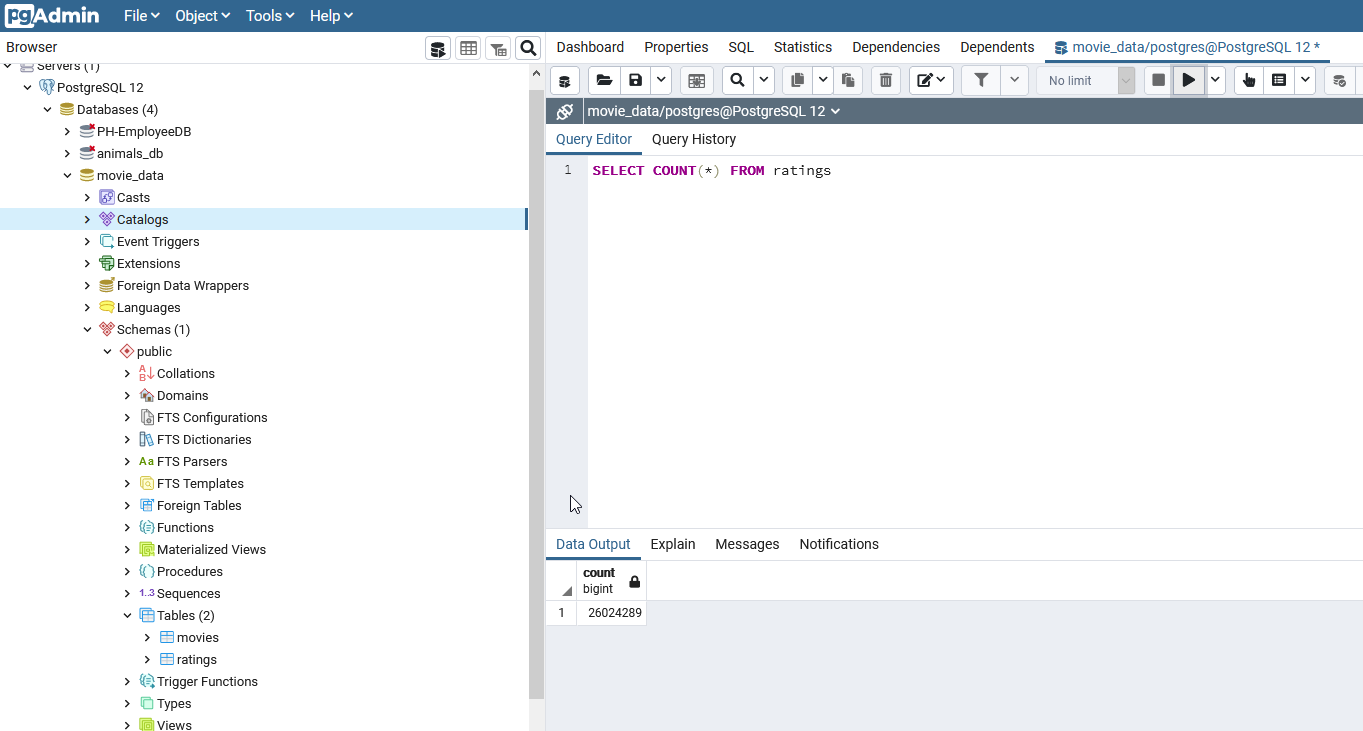 pgAdmin File Object Tools Help
Browser
Dashboard Properties SQL Statistics Dependencies Dependents movie_data/postgres@PostgreSQL 12 *
Servers (1)
PostgreSQL 12
Databases (4)
PH-EmployeeDB
animals_db
movie_data
Casts
Catalogs
Event Triggers
Extensions
Foreign Data Wrappers
Languages
Schemas (1)
public
Collations
Domains
FTS Configurations
FTS Dictionaries
Aa FTS Parsers
FTS Templates
Foreign Tables
Functions
Materialized Views
Procedures
1..3 Sequences
Tables (2)
movies
ratings
Trigger Functions
Types
Views
No limit
movie_data/postgres@PostgreSQL 12
Query Editor Query History
1 SELECT COUNT(*) FROM ratings
Data Output Explain Messages Notifications
count
bigint
1 26024289